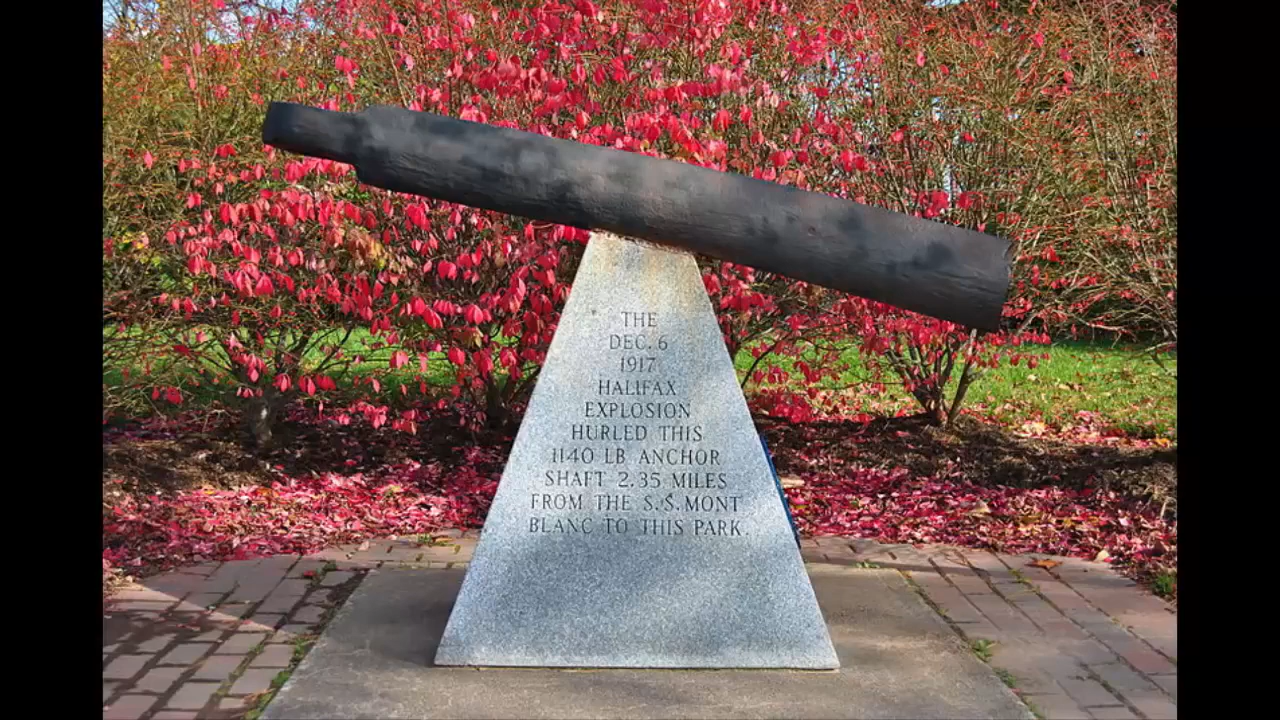 THE
DEC. 6
1917
HALIFAX
EXPLOSION
HURLED THIS
1140 LB ANCHOR
SHAFT 2.35 MILES
FROM THE S.S. MONT
BLANC TO THIS PARK.